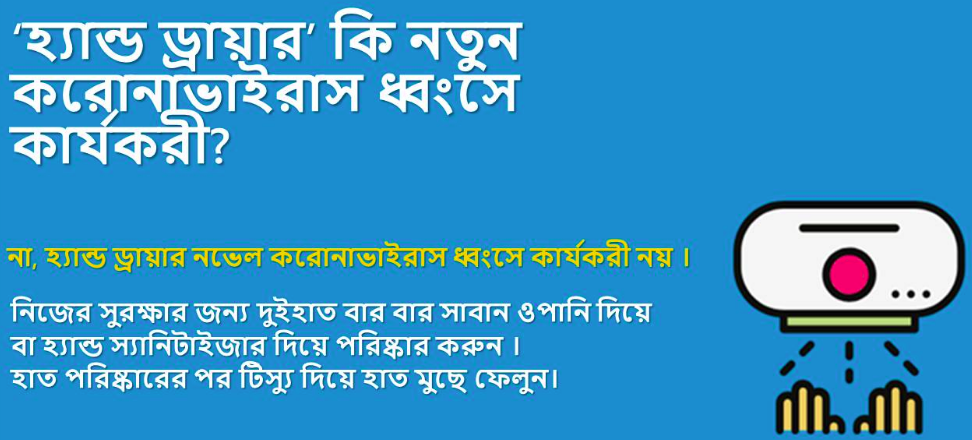 ‘হ্যান্ড ড্রায়ার’ কি নতুন
করোনাভাইরাস ধ্বংসে
কার্যকরী?
না, হ্যান্ড ড্রায়ার নভেল করোনাভাইরাস ধ্বংসে কার্যকরী নয় ।
নিজের সুরক্ষার জন্য দুইহাত বার বার সাবান ওপানি দিয়ে
বা হ্যান্ড স্যানিটাইজার দিয়ে পরিষ্কার করুন ।
হাত পরিষ্কারের পর টিস্যু দিয়ে হাত মুছে ফেলুন।